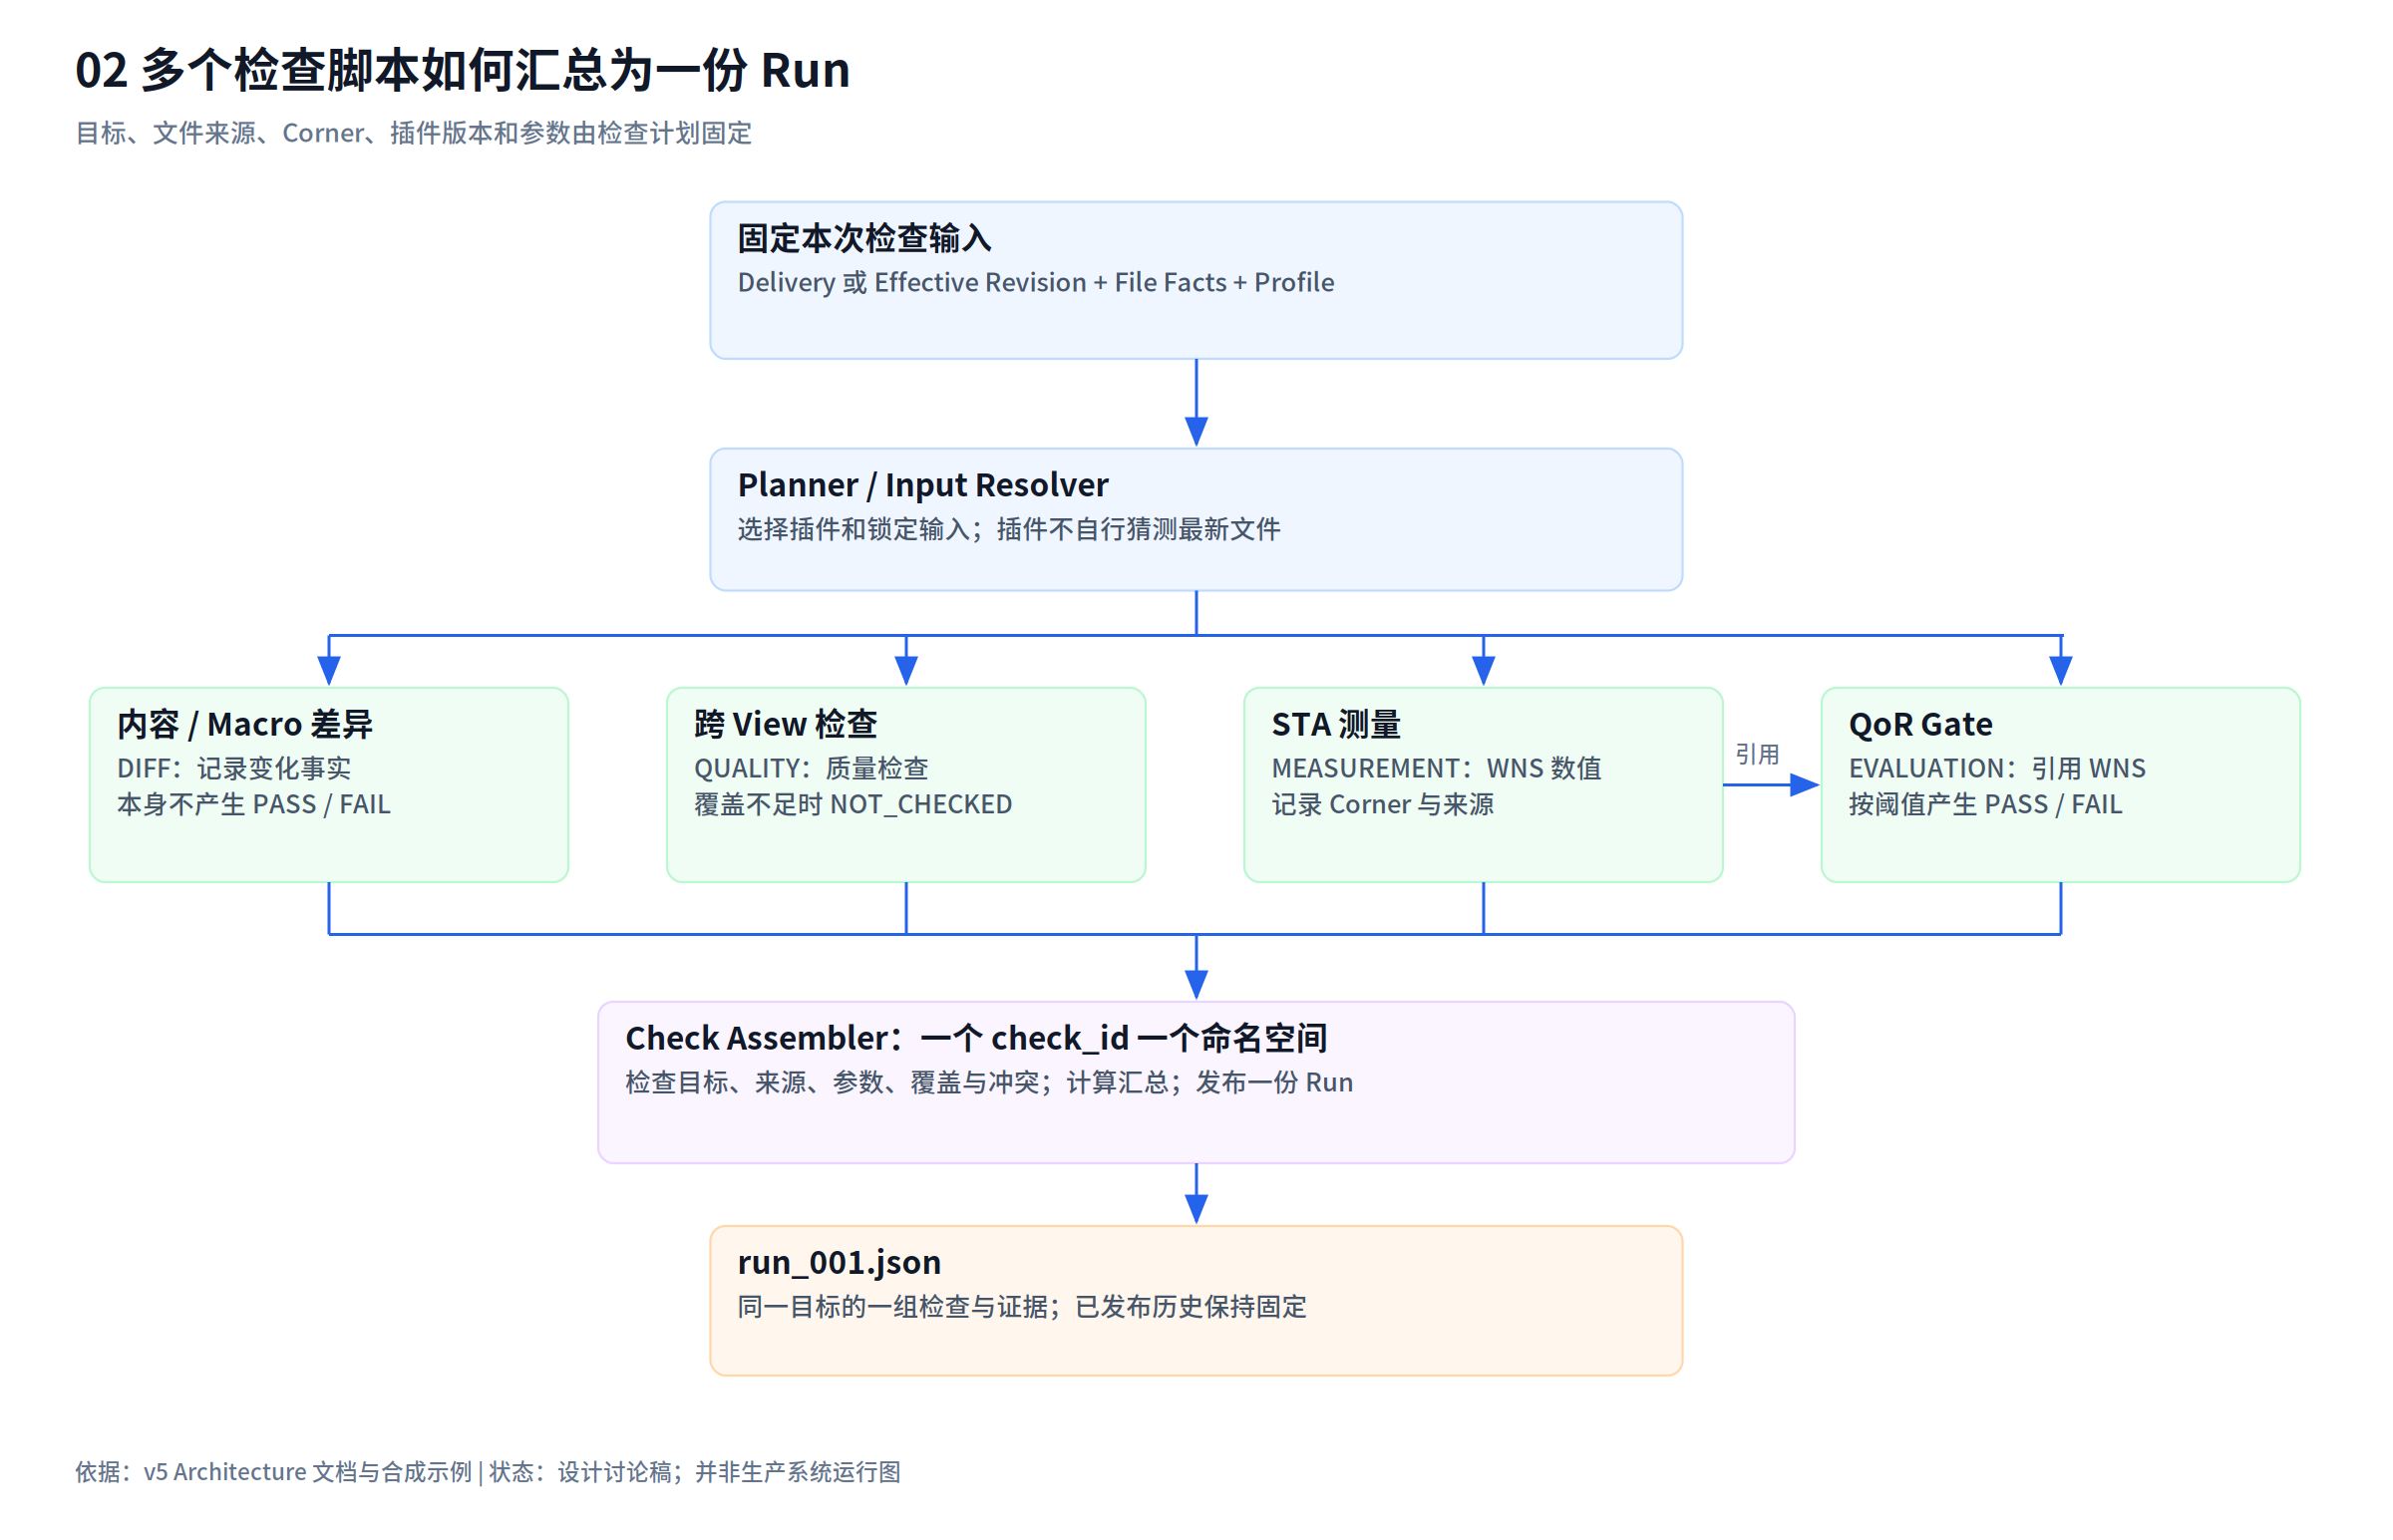 02 多个检查脚本如何汇总为一份 Run
目标、文件来源、Corner、插件版本和参数由检查计划固定
固定本次检查输入
Delivery 或 Effective Revision + File Facts + Profile
Planner / Input Resolver
选择插件和锁定输入；插件不自行猜测最新文件
内容 / Macro 差异
DIFF：记录变化事实
本身不产生 PASS / FAIL
跨 View 检查
QUALITY：质量检查
覆盖不足时 NOT_CHECKED
STA 测量
MEASUREMENT：WNS 数值
记录 Corner 与来源
引用
QoR Gate
EVALUATION：引用 WNS
按阈值产生 PASS / FAIL
Check Assembler：一个 check_id 一个命名空间
检查目标、来源、参数、覆盖与冲突；计算汇总；发布一份 Run
run_001.json
同一目标的一组检查与证据；已发布历史保持固定
依据：v5 Architecture 文档与合成示例 | 状态：设计讨论稿；并非生产系统运行图